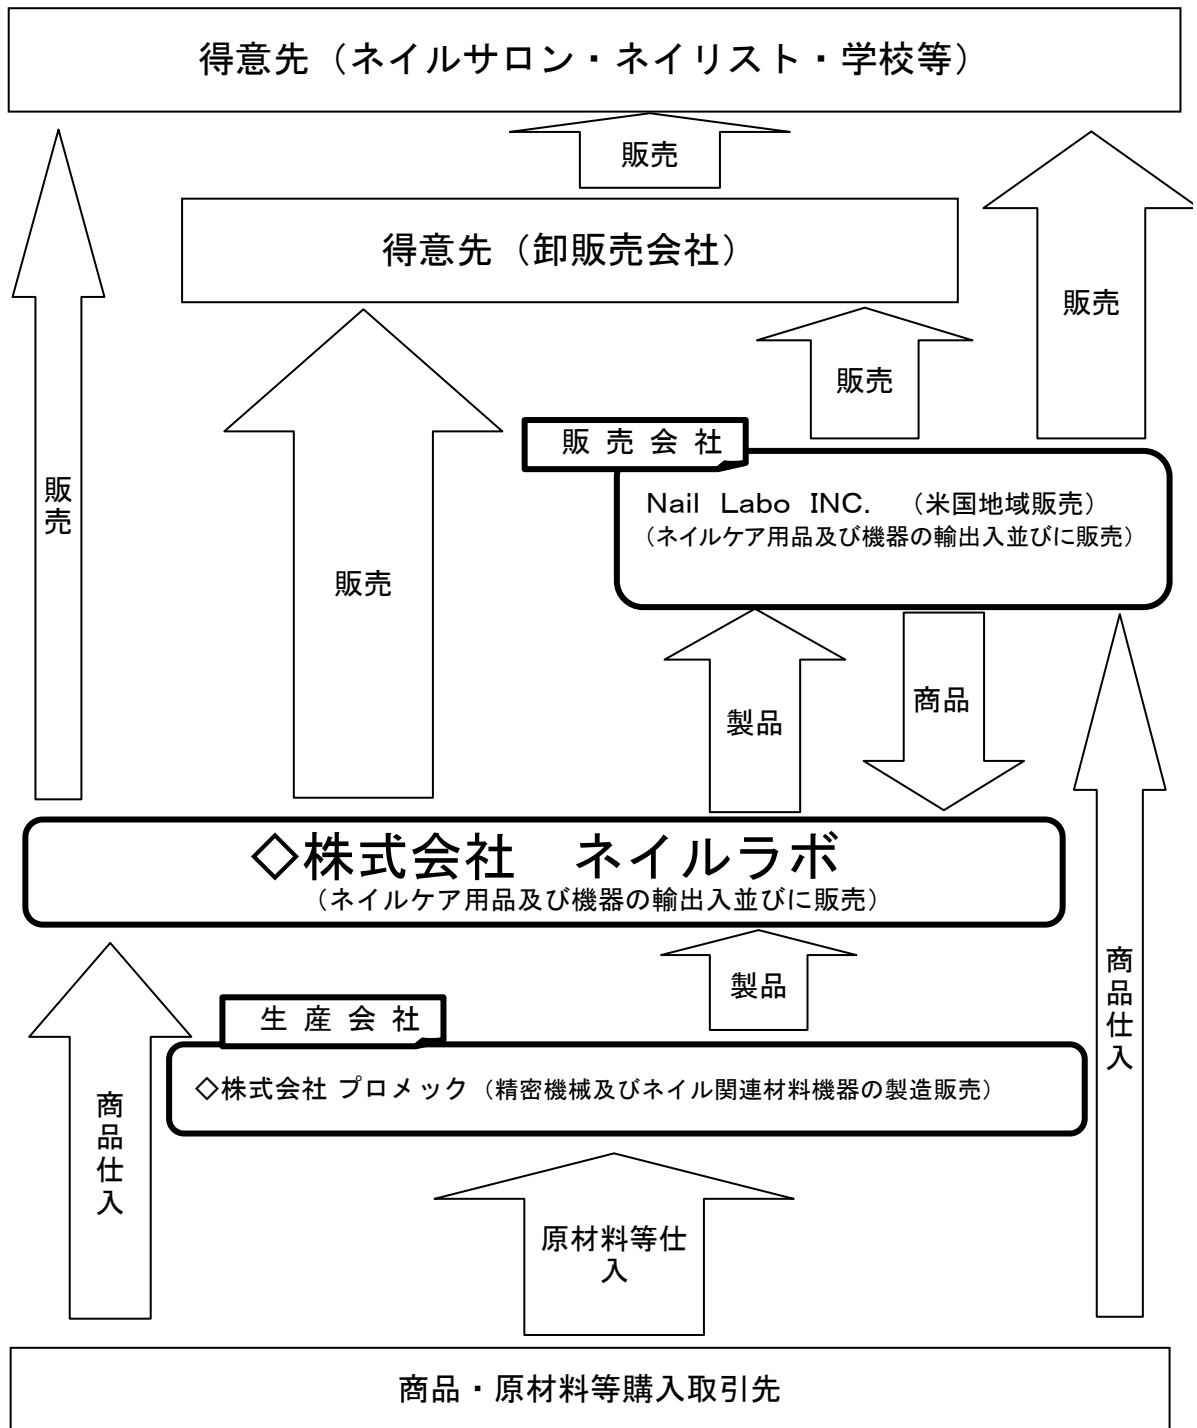 得意先（ネイルサロン・ネイリスト・学校等）
販売
得意先（卸販売会社）
販売
販売
販 売 会 社
Nail Labo INC. （米国地域販売）
（ネイルケア用品及び機器の輸出入並びに販売）
販売
販売
製品
商品
◇株式会社 ネイルラボ
（ネイルケア用品及び機器の輸出入並びに販売）
製品
商品仕入
生 産 会 社
◇株式会社 プロメック（精密機械及びネイル関連材料機器の製造販売）
商品仕入
原材料等仕
入
商品・原材料等購入取引先